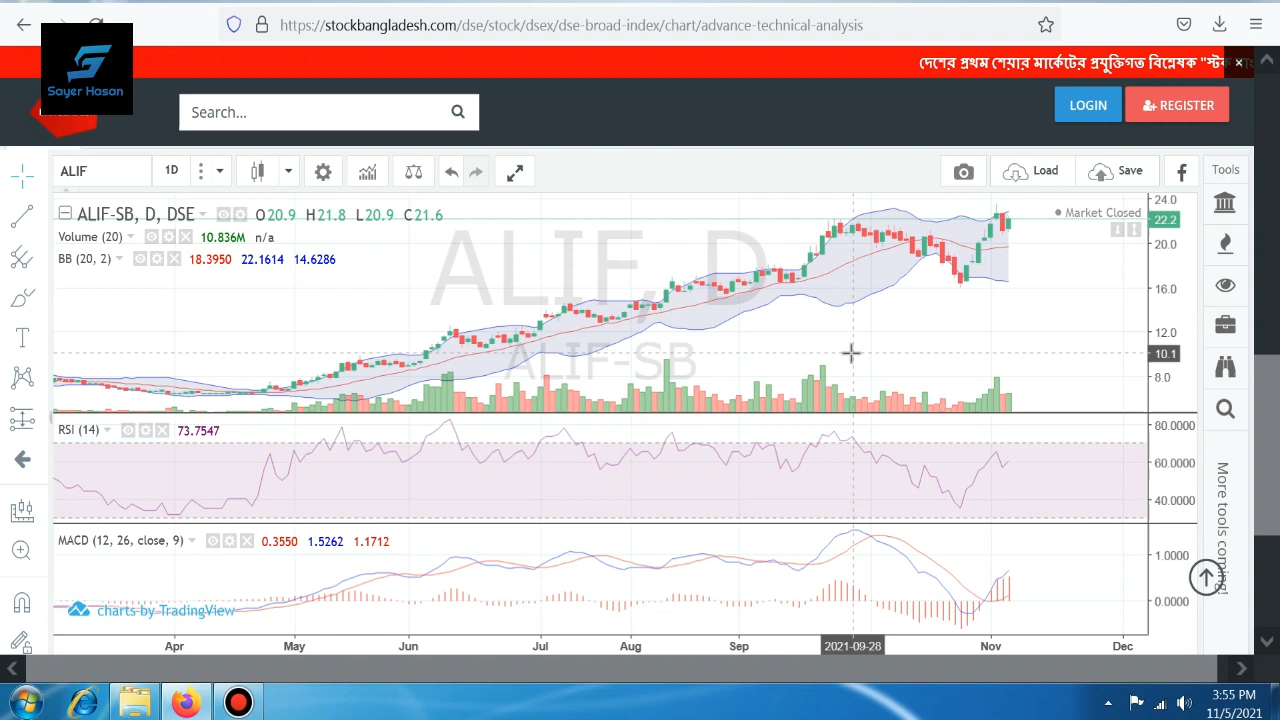 https://stockbangladesh.com/dse/stock/dsex/dse-broad-index/chart/advance-technical-analysis
দেশের প্রথম শেয়ার মার্কেটের প্রযুক্তিগত বিশ্লেষক "স্টক
Sayer Hasan
Search...
LOGIN
REGISTER
ALIF
1D
Load
Save
Tools
ALIF-SB, D, DSE O20.9 H21.8 L20.9 C21.6
Market Closed
Volume (20) 10.836M n/a
BB (20, 2) 18.3950 22.1614 14.6286
ALIF, D
ALIF-SB
24.0
22.2
20.0
16.0
12.0
10.1
8.0
RSI (14) 73.7547
80.0000
60.0000
40.0000
More tools coming!
MACD (12, 26, close, 9) 0.3550 1.5262 1.1712
1.0000
0.0000
charts by TradingView
Apr May Jun Jul Aug Sep 2021-09-28 Nov Dec
3:55 PM
11/5/2021